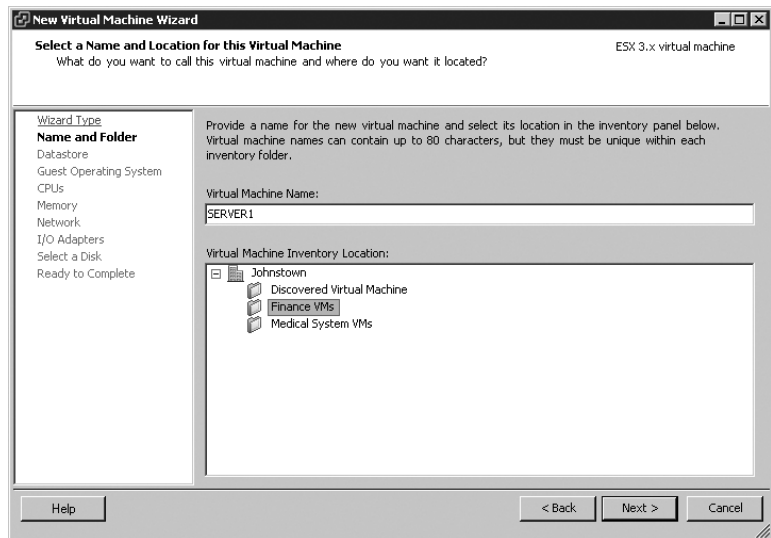 New Virtual Machine Wizard
Select a Name and Location for this Virtual Machine
What do you want to call this virtual machine and where do you want it located?
ESX 3.x virtual machine
Wizard Type
Name and Folder
Datastore
Guest Operating System
CPUs
Memory
Network
I/O Adapters
Select a Disk
Ready to Complete
Provide a name for the new virtual machine and select its location in the inventory panel below.
Virtual machine names can contain up to 80 characters, but they must be unique within each
inventory folder.
Virtual Machine Name:
SERVER1
Virtual Machine Inventory Location:
Johnstown
Discovered Virtual Machine
Finance VMs
Medical System VMs
Help
< Back
Next >
Cancel